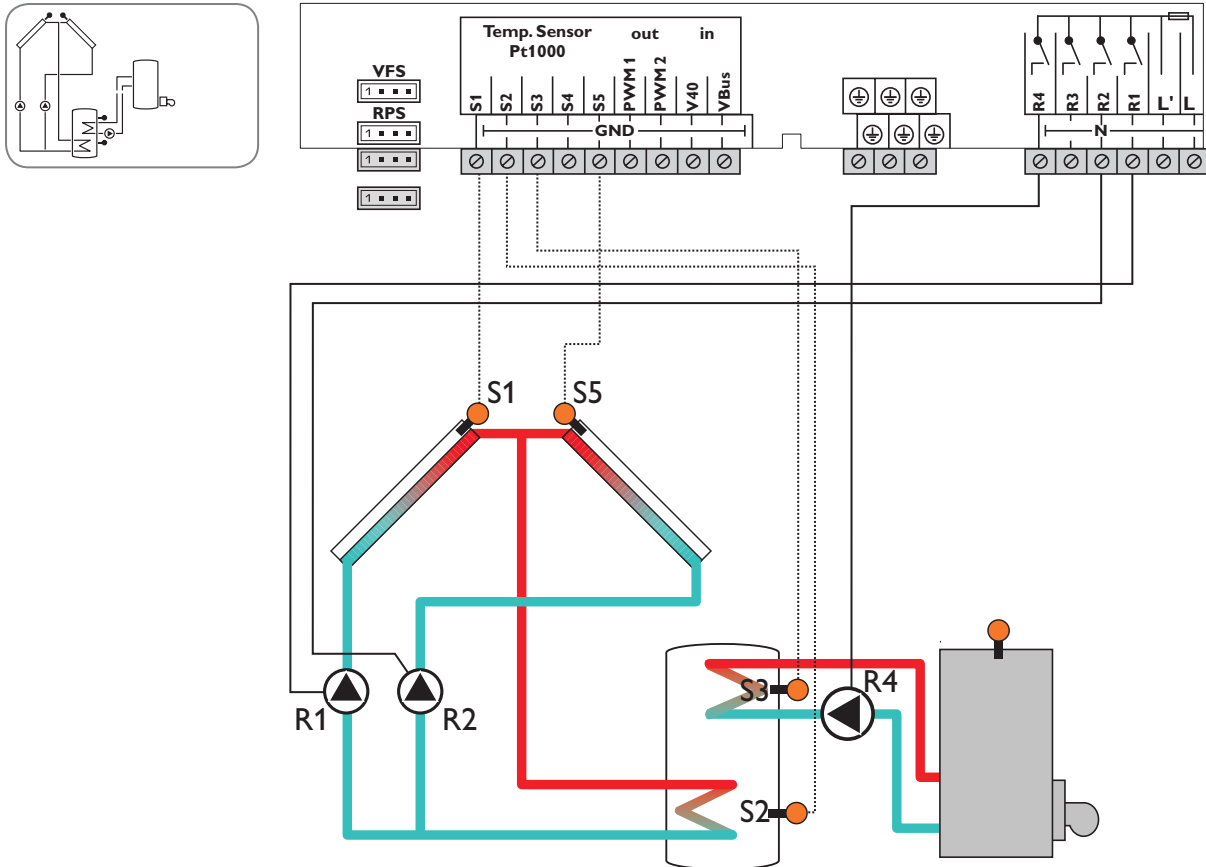 Temp. Sensor out in
Pt1000
VFS
1
RPS
1
1
1
S1 S2 S3 S4 S5 PWM 1 PWM 2 V40 VBus
GND
R4 R3 R2 R1 L' L
N
S1 S5
R1 R2
S3 R4
S2